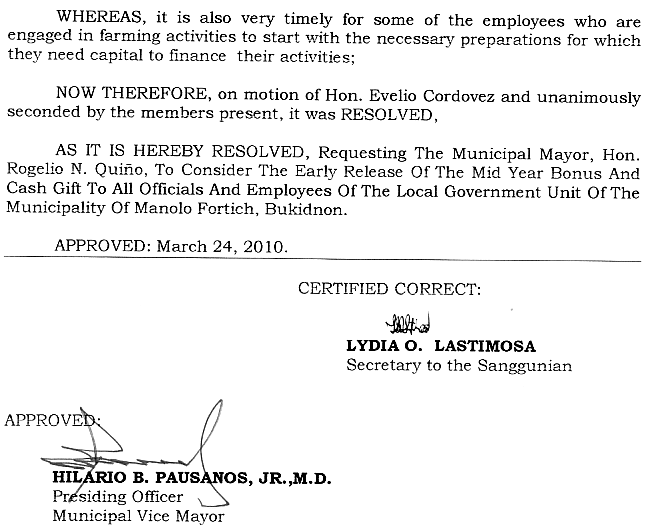 WHEREAS, it is also very timely for some of the employees who are
engaged in farming activities to start with the necessary preparations for which
they need capital to finance their activities;
NOW THEREFORE, on motion of Hon. Evelio Cordovez and unanimously
seconded by the members present, it was RESOLVED,
AS IT IS HEREBY RESOLVED, Requesting The Municipal Mayor, Hon.
Rogelio N. Quiño, To Consider The Early Release Of The Mid Year Bonus And
Cash Gift To All Officials And Employees Of The Local Government Unit Of The
Municipality Of Manolo Fortich, Bukidnon.
APPROVED: March 24, 2010.
CERTIFIED CORRECT:
LYDIA O. LASTIMOSA
Secretary to the Sanggunian
APPROVED:
HILARIO B. PAUSANOS, JR.,M.D.
Presiding Officer
Municipal Vice Mayor